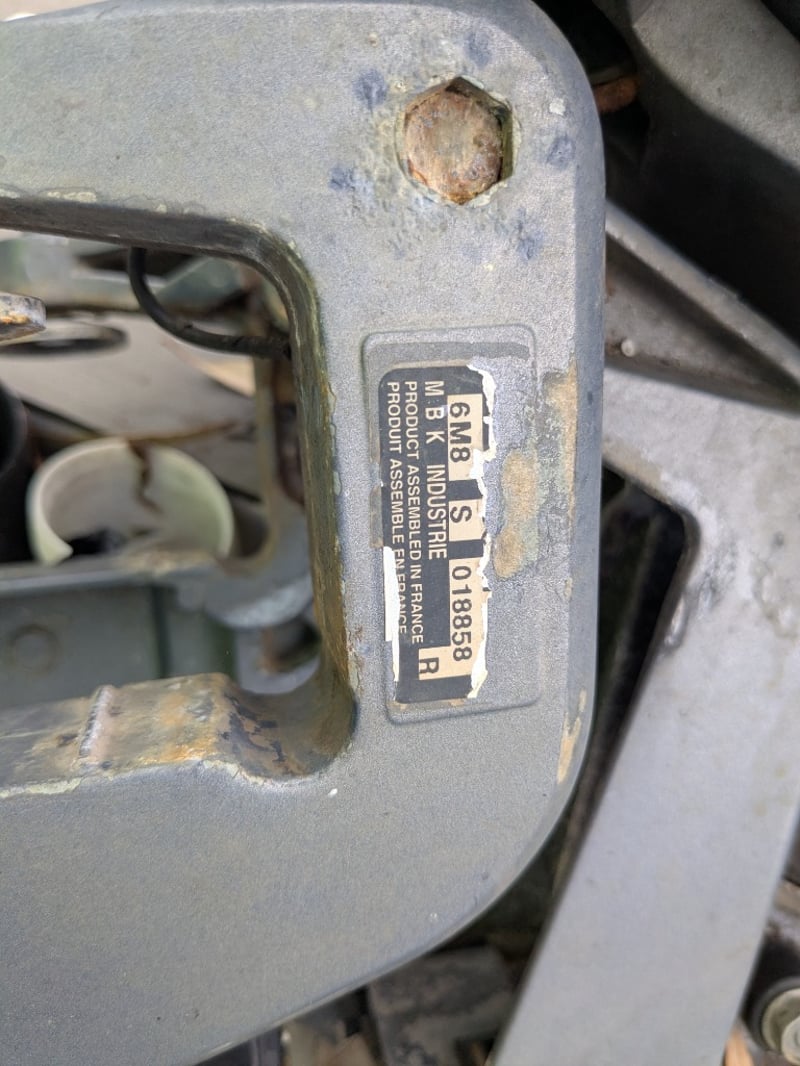 6M8 S 018858
M B K INDUSTRIE R
PRODUCT ASSEMBLED IN FRANCE
PRODUIT ASSEMBLE EN FRANCE